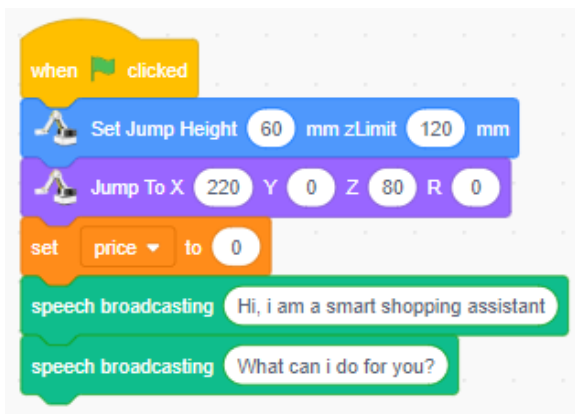 when clicked
Set Jump Height 60 mm zLimit 120 mm
Jump To X 220 Y 0 Z 80 R 0
set price to 0
speech broadcasting Hi, i am a smart shopping assistant
speech broadcasting What can i do for you?